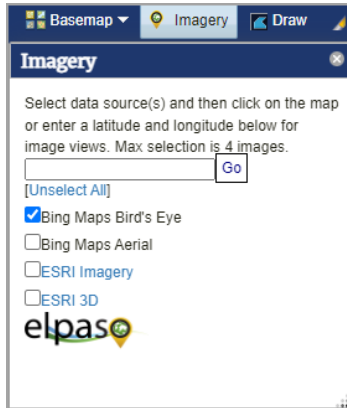 Basemap Imagery Draw
Imagery
Select data source(s) and then click on the map
or enter a latitude and longitude below for
image views. Max selection is 4 images.
Go
[Unselect All]
Bing Maps Bird's Eye
Bing Maps Aerial
ESRI Imagery
ESRI 3D
elpaso